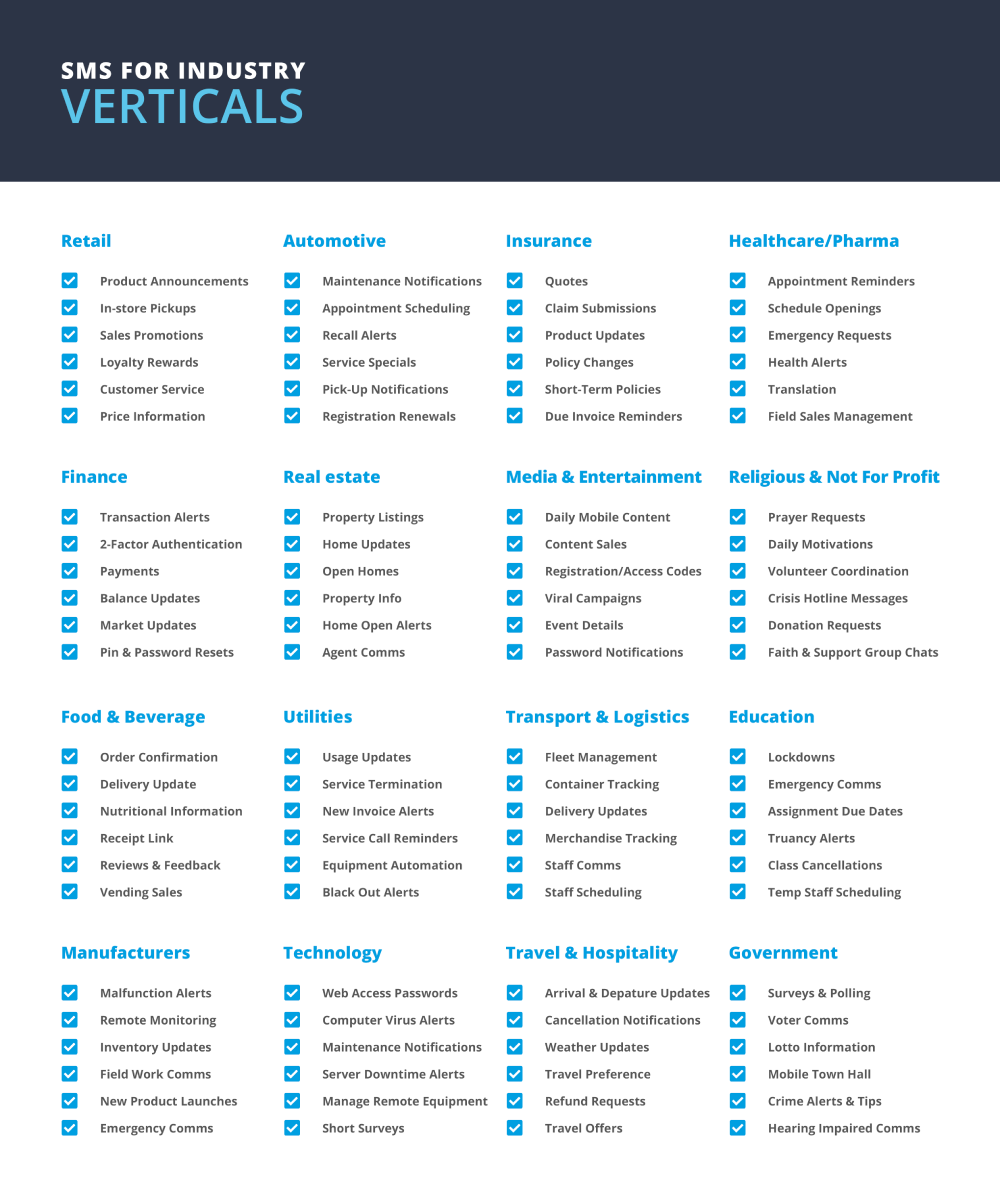 SMS FOR INDUSTRY
VERTICALS
Retail
Product Announcements
In-store Pickups
Sales Promotions
Loyalty Rewards
Customer Service
Price Information
Automotive
Maintenance Notifications
Appointment Scheduling
Recall Alerts
Service Specials
Pick-Up Notifications
Registration Renewals
Insurance
Quotes
Claim Submissions
Product Updates
Policy Changes
Short-Term Policies
Due Invoice Reminders
Healthcare/Pharma
Appointment Reminders
Schedule Openings
Emergency Requests
Health Alerts
Translation
Field Sales Management
Finance
Transaction Alerts
2-Factor Authentication
Payments
Balance Updates
Market Updates
Pin & Password Resets
Real estate
Property Listings
Home Updates
Open Homes
Property Info
Home Open Alerts
Agent Comms
Media & Entertainment
Daily Mobile Content
Content Sales
Registration/Access Codes
Viral Campaigns
Event Details
Password Notifications
Religious & Not For Profit
Prayer Requests
Daily Motivations
Volunteer Coordination
Crisis Hotline Messages
Donation Requests
Faith & Support Group Chats
Food & Beverage
Order Confirmation
Delivery Update
Nutritional Information
Receipt Link
Reviews & Feedback
Vending Sales
Utilities
Usage Updates
Service Termination
New Invoice Alerts
Service Call Reminders
Equipment Automation
Black Out Alerts
Transport & Logistics
Fleet Management
Container Tracking
Delivery Updates
Merchandise Tracking
Staff Comms
Staff Scheduling
Education
Lockdowns
Emergency Comms
Assignment Due Dates
Truancy Alerts
Class Cancellations
Temp Staff Scheduling
Manufacturers
Malfunction Alerts
Remote Monitoring
Inventory Updates
Field Work Comms
New Product Launches
Emergency Comms
Technology
Web Access Passwords
Computer Virus Alerts
Maintenance Notifications
Server Downtime Alerts
Manage Remote Equipment
Short Surveys
Travel & Hospitality
Arrival & Depature Updates
Cancellation Notifications
Weather Updates
Travel Preference
Refund Requests
Travel Offers
Government
Surveys & Polling
Voter Comms
Lotto Information
Mobile Town Hall
Crime Alerts & Tips
Hearing Impaired Comms